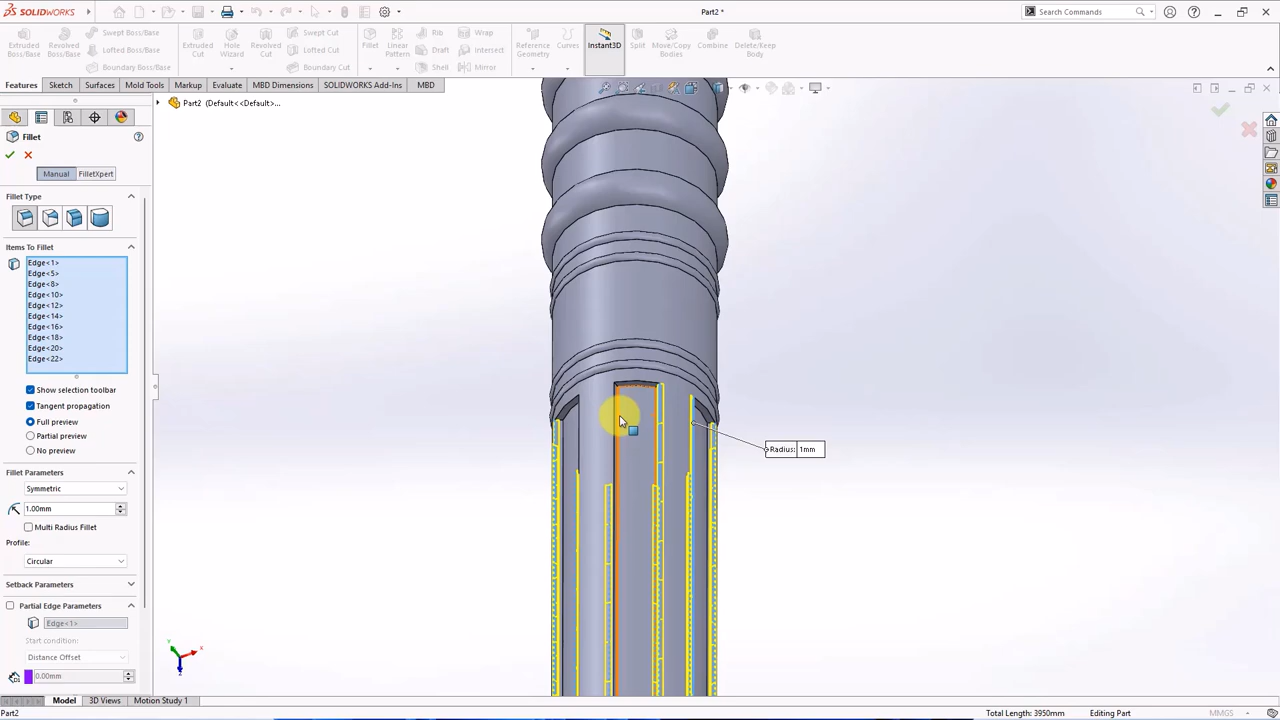 SOLIDWORKS
Part2 *
Search Commands
Extruded Boss/Base
Revolved Boss/Base
Swept Boss/Base
Lofted Boss/Base
Boundary Boss/Base
Extruded Cut
Hole Wizard
Revolved Cut
Swept Cut
Lofted Cut
Boundary Cut
Fillet
Linear Pattern
Rib
Draft
Shell
Wrap
Intersect
Mirror
Reference Geometry
Curves
Instant3D
Split
Move/Copy Bodies
Combine
Delete/Keep Body
Features
Sketch
Surfaces
Mold Tools
Markup
Evaluate
MBD Dimensions
SOLIDWORKS Add-Ins
MBD
Part2 (Default<<Default>...
Fillet
Manual
FilletXpert
Fillet Type
Items To Fillet
Edge<1>
Edge<5>
Edge<8>
Edge<10>
Edge<12>
Edge<14>
Edge<16>
Edge<18>
Edge<20>
Edge<22>
Show selection toolbar
Tangent propagation
Full preview
Partial preview
No preview
Fillet Parameters
Symmetric
1.00mm
Multi Radius Fillet
Profile:
Circular
Setback Parameters
Partial Edge Parameters
Edge<1>
Start condition:
Distance Offset
0.00mm
Radius: 1mm
Model
3D Views
Motion Study 1
Part2
Total Length: 3950mm
Editing Part
MMGS